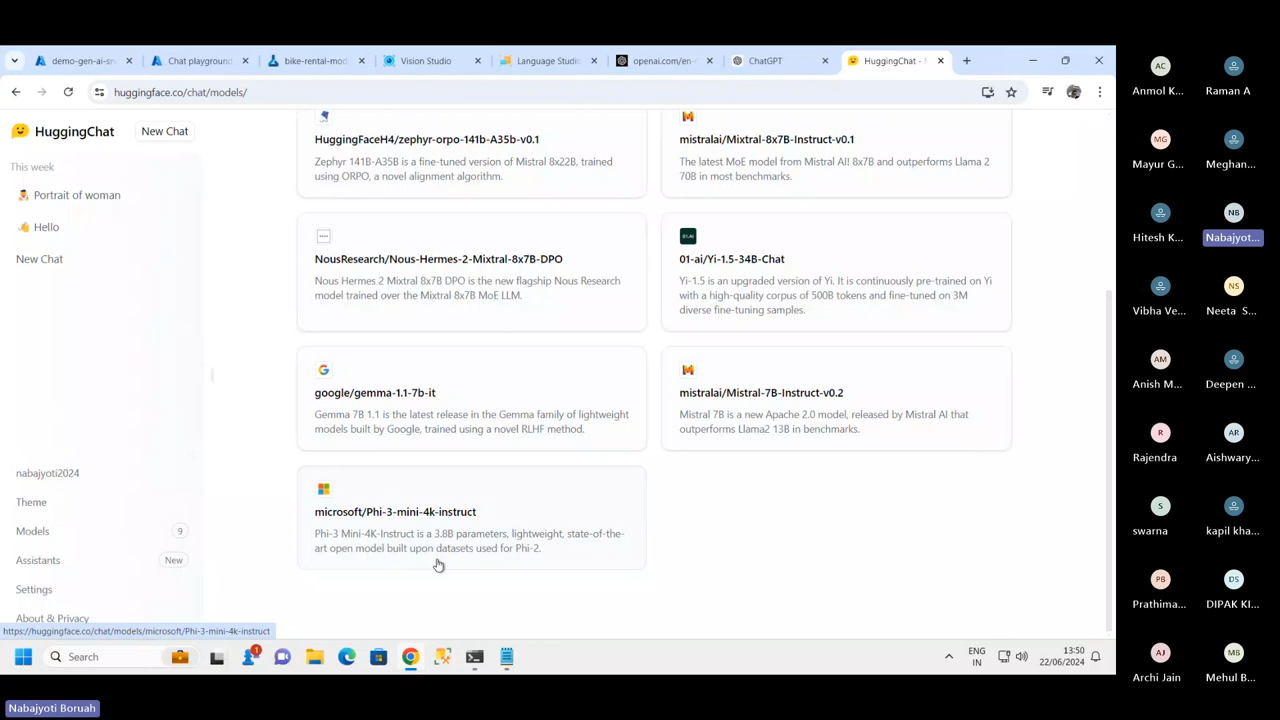 demo-gen-ai-sr
Chat playground
bike-rental-mod
Vision Studio
Language Studio
openai.com/en-
ChatGPT
HuggingChat -
huggingface.co/chat/models/
HuggingChat
New Chat
This week
Portrait of woman
Hello
New Chat
nabajyoti2024
Theme
Models 9
Assistants New
Settings
About & Privacy
HuggingFaceH4/zephyr-orpo-141b-A35b-v0.1
Zephyr 141B-A35B is a fine-tuned version of Mistral 8x22B, trained
using ORPO, a novel alignment algorithm.
mistralai/Mixtral-8x7B-Instruct-v0.1
The latest MoE model from Mistral AI! 8x7B and outperforms Llama 2
70B in most benchmarks.
NousResearch/Nous-Hermes-2-Mixtral-8x7B-DPO
Nous Hermes 2 Mixtral 8x7B DPO is the new flagship Nous Research
model trained over the Mixtral 8x7B MoE LLM.
01.AI
01-ai/Yi-1.5-34B-Chat
Yi-1.5 is an upgraded version of Yi. It is continuously pre-trained on Yi
with a high-quality corpus of 500B tokens and fine-tuned on 3M
diverse fine-tuning samples.
google/gemma-1.1-7b-it
Gemma 7B 1.1 is the latest release in the Gemma family of lightweight
models built by Google, trained using a novel RLHF method.
mistralai/Mistral-7B-Instruct-v0.2
Mistral 7B is a new Apache 2.0 model, released by Mistral AI that
outperforms Llama2 13B in benchmarks.
microsoft/Phi-3-mini-4k-instruct
Phi-3 Mini-4K-Instruct is a 3.8B parameters, lightweight, state-of-the-
art open model built upon datasets used for Phi-2.
https://huggingface.co/chat/models/microsoft/Phi-3-mini-4k-instruct
Search
1
ENG
IN
13:50
22/06/2024
Nabajyoti Boruah
AC
Anmol K...
Raman A
MG
Mayur G...
Meghan...
Hitesh K...
NB
Nabajyot...
Vibha Ve...
NS
Neeta S...
AM
Anish M...
Deepen ...
R
Rajendra
AR
Aishwary...
S
swarna
kapil kha...
PB
Prathima...
DS
DIPAK KI...
AJ
Archi Jain
MB
Mehul B...